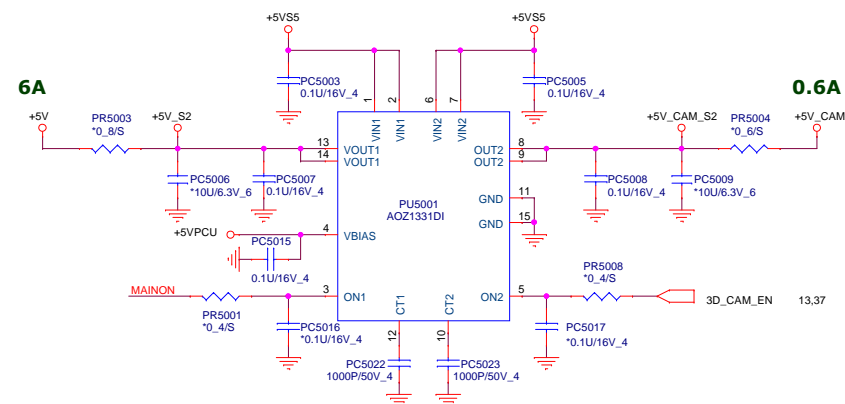 +5VS5
+5VS5
6A
0.6A
PC5003
0.1U/16V_4
PC5005
0.1U/16V_4
1
2
6
7
VIN1
VIN1
VIN2
VIN2
+5V
PR5003
*0_8/S
+5V_S2
+5V_CAM_S2
PR5004
*0_6/S
+5V_CAM
13
VOUT1
14
VOUT1
8
OUT2
9
OUT2
PC5006
*10U/6.3V_6
PC5007
0.1U/16V_4
PC5008
0.1U/16V_4
PC5009
*10U/6.3V_6
PU5001
AOZ1331DI
GND
11
GND
15
+5VPCU
4
VBIAS
PC5015
0.1U/16V_4
MAINON
PR5001
*0_4/S
3
ON1
ON2
5
PR5008
*0_4/S
3D_CAM_EN
13,37
CT1
CT2
12
10
PC5016
*0.1U/16V_4
PC5017
*0.1U/16V_4
PC5022
1000P/50V_4
PC5023
1000P/50V_4